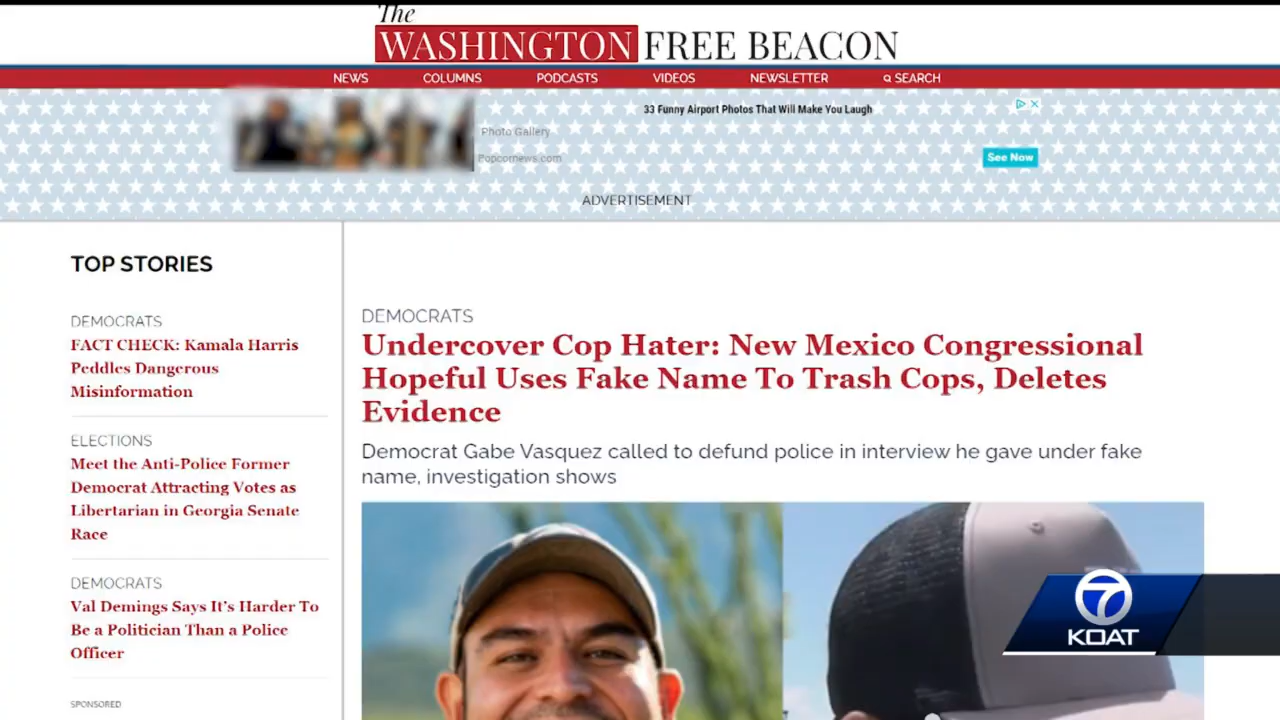 The
WASHINGTON FREE BEACON
NEWS COLUMNS PODCASTS VIDEOS NEWSLETTER SEARCH
33 Funny Airport Photos That Will Make You Laugh
Photo Gallery
Popcornews.com
See Now
ADVERTISEMENT
TOP STORIES
DEMOCRATS
FACT CHECK: Kamala Harris
Peddles Dangerous
Misinformation
ELECTIONS
Meet the Anti-Police Former
Democrat Attracting Votes as
Libertarian in Georgia Senate
Race
DEMOCRATS
Val Demings Says It's Harder To
Be a Politician Than a Police
Officer
SPONSORED
DEMOCRATS
Undercover Cop Hater: New Mexico Congressional
Hopeful Uses Fake Name To Trash Cops, Deletes
Evidence
Democrat Gabe Vasquez called to defund police in interview he gave under fake
name, investigation shows
7
KOAT